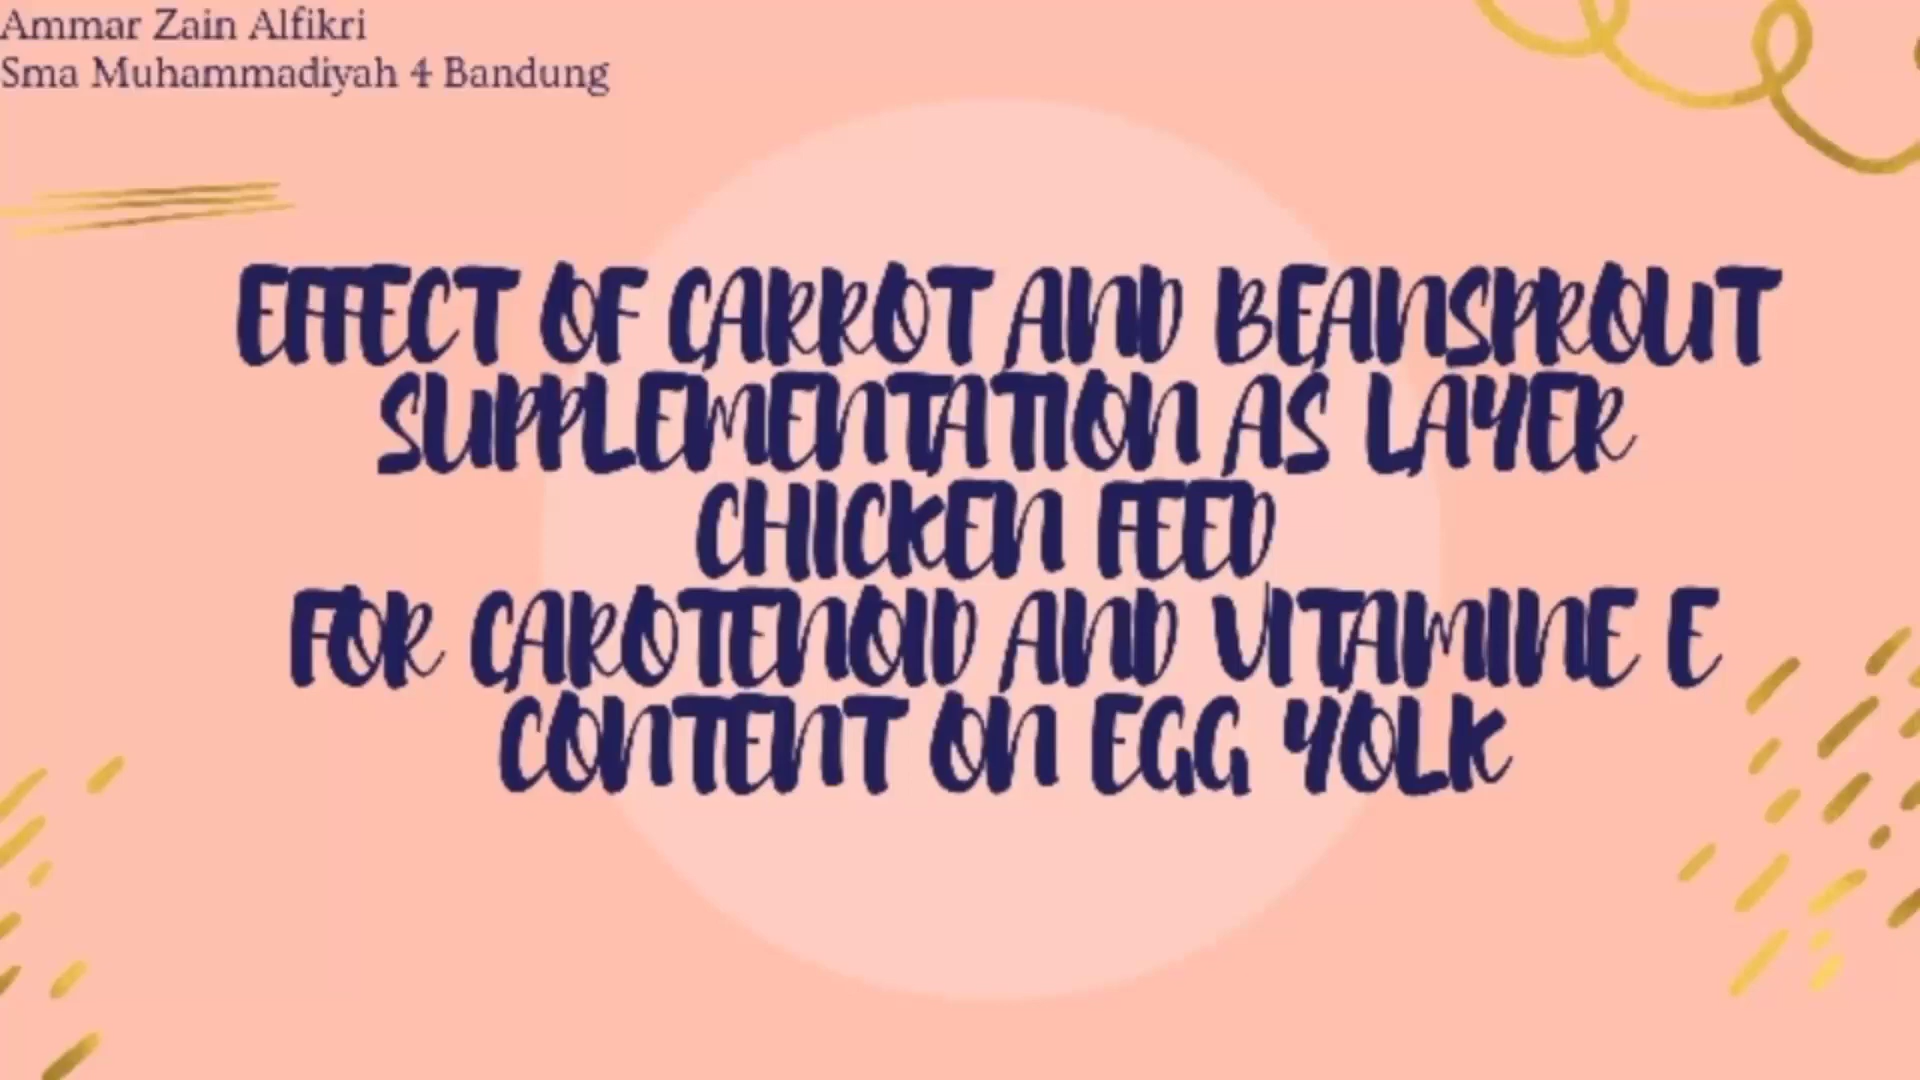 Ammar Zain Alfikri
Sma Muhammadiyah 4 Bandung
EFFECT OF CARROT AND BEANSPROUT
SUPPLEMENTATION AS LAYER
CHICKEN FEED
FOR CAROTENOID AND VITAMINE E
CONTENT ON EGG YOLK